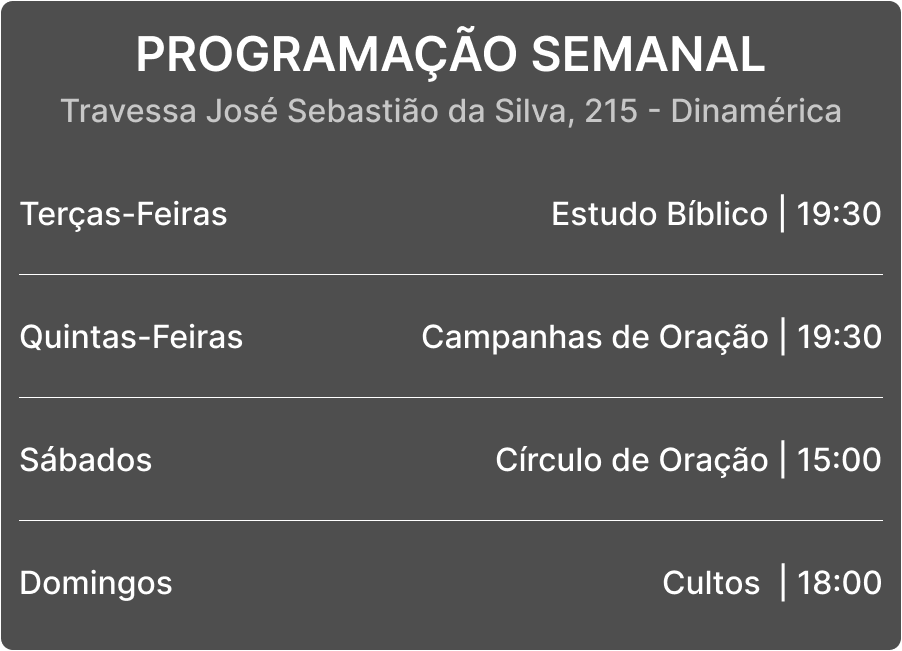 PROGRAMAÇÃO SEMANAL
Travessa José Sebastião da Silva, 215 - Dinamérica
Terças-Feiras Estudo Bíblico | 19:30
Quintas-Feiras Campanhas de Oração | 19:30
Sábados Círculo de Oração | 15:00
Domingos Cultos | 18:00